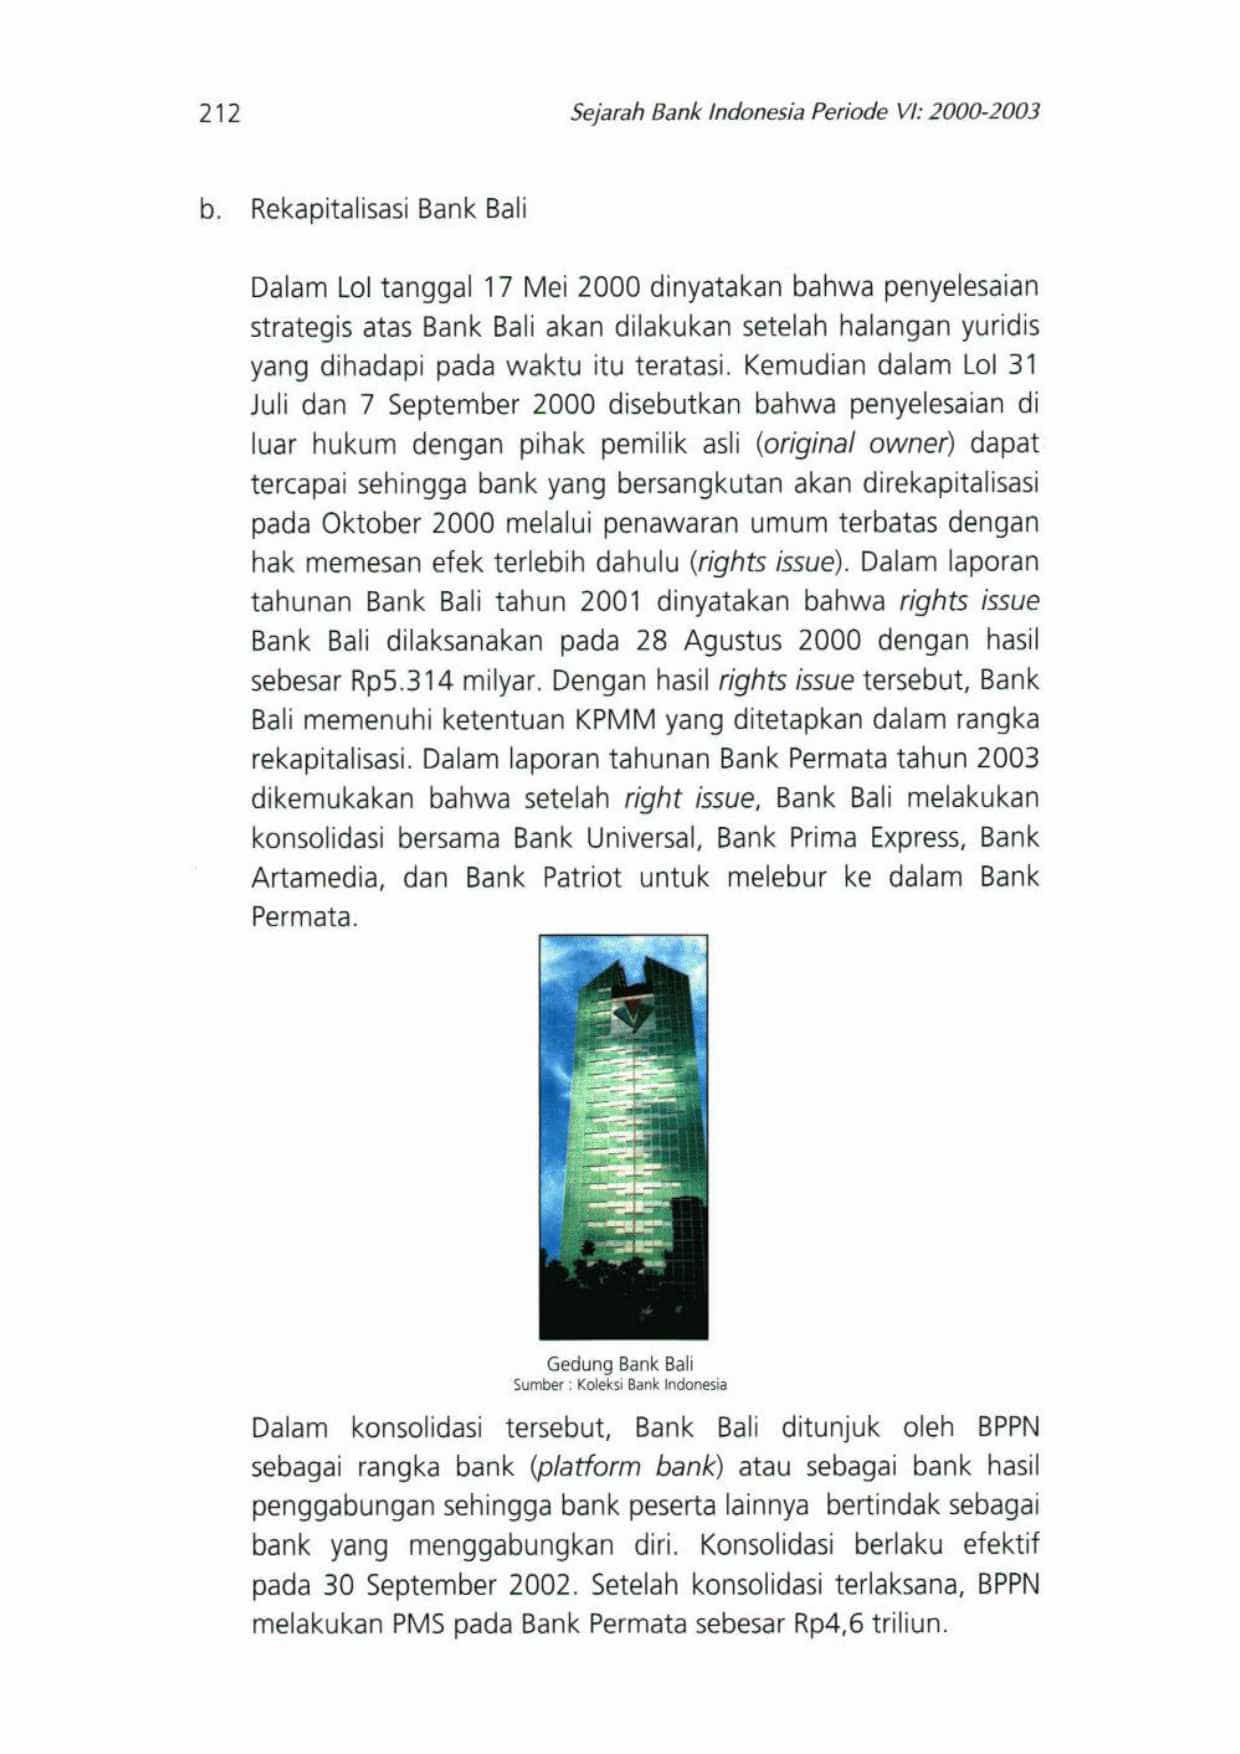 212
Sejarah Bank Indonesia Periode VI: 2000-2003
b. Rekapitalisasi Bank Bali
Dalam LoI tanggal 17 Mei 2000 dinyatakan bahwa penyelesaian
strategis atas Bank Bali akan dilakukan setelah halangan yuridis
yang dihadapi pada waktu itu teratasi. Kemudian dalam LoI 31
Juli dan 7 September 2000 disebutkan bahwa penyelesaian di
luar hukum dengan pihak pemilik asli (original owner) dapat
tercapai sehingga bank yang bersangkutan akan direkapitalisasi
pada Oktober 2000 melalui penawaran umum terbatas dengan
hak memesan efek terlebih dahulu (rights issue). Dalam laporan
tahunan Bank Bali tahun 2001 dinyatakan bahwa rights issue
Bank Bali dilaksanakan pada 28 Agustus 2000 dengan hasil
sebesar Rp5.314 milyar. Dengan hasil rights issue tersebut, Bank
Bali memenuhi ketentuan KPMM yang ditetapkan dalam rangka
rekapitalisasi. Dalam laporan tahunan Bank Permata tahun 2003
dikemukakan bahwa setelah right issue, Bank Bali melakukan
konsolidasi bersama Bank Universal, Bank Prima Express, Bank
Artamedia, dan Bank Patriot untuk melebur ke dalam Bank
Permata.
Gedung Bank Bali
Sumber : Koleksi Bank Indonesia
Dalam konsolidasi tersebut, Bank Bali ditunjuk oleh BPPN
sebagai rangka bank (platform bank) atau sebagai bank hasil
penggabungan sehingga bank peserta lainnya bertindak sebagai
bank yang menggabungkan diri. Konsolidasi berlaku efektif
pada 30 September 2002. Setelah konsolidasi terlaksana, BPPN
melakukan PMS pada Bank Permata sebesar Rp4,6 triliun.